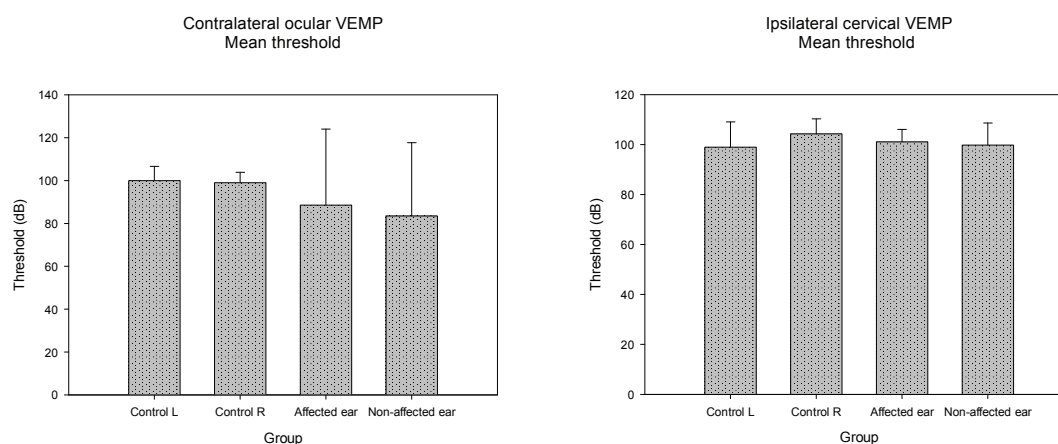 Contralateral ocular VEMP
Mean threshold
Threshold (dB)
140
120
100
80
60
40
20
0
Control L
Control R
Affected ear
Non-affected ear
Group
Ipsilateral cervical VEMP
Mean threshold
Threshold (dB)
120
100
80
60
40
20
0
Control L
Control R
Affected ear
Non-affected ear
Group